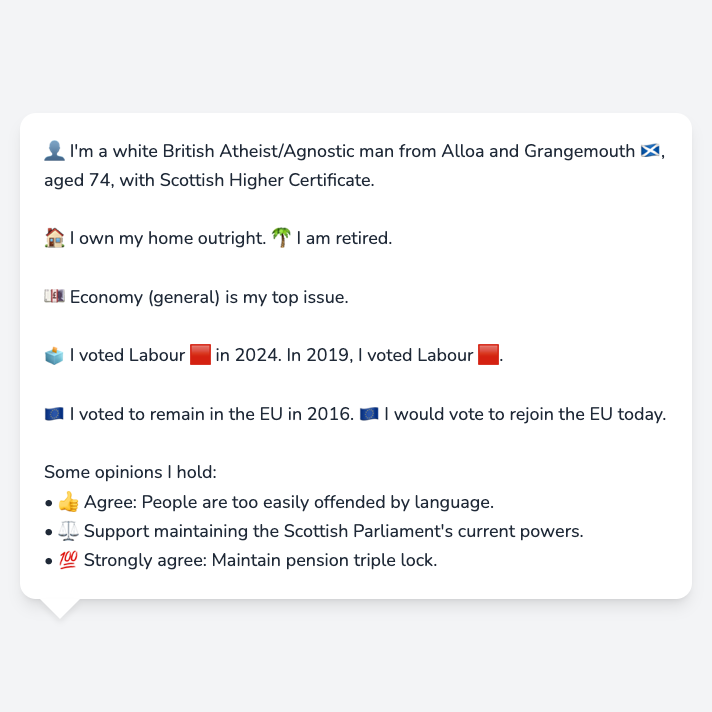 👤 I'm a white British Atheist/Agnostic man from Alloa and Grangemouth 🏴󠁧󠁢󠁳󠁣󠁴󠁿,
aged 74, with Scottish Higher Certificate.
🏠 I own my home outright. 🌴 I am retired.
💷 Economy (general) is my top issue.
🗳️ I voted Labour 🟥 in 2024. In 2019, I voted Labour 🟥.
🇪🇺 I voted to remain in the EU in 2016. 🇪🇺 I would vote to rejoin the EU today.
Some opinions I hold:
• 👍 Agree: People are too easily offended by language.
• ⚖️ Support maintaining the Scottish Parliament's current powers.
• 💯 Strongly agree: Maintain pension triple lock.